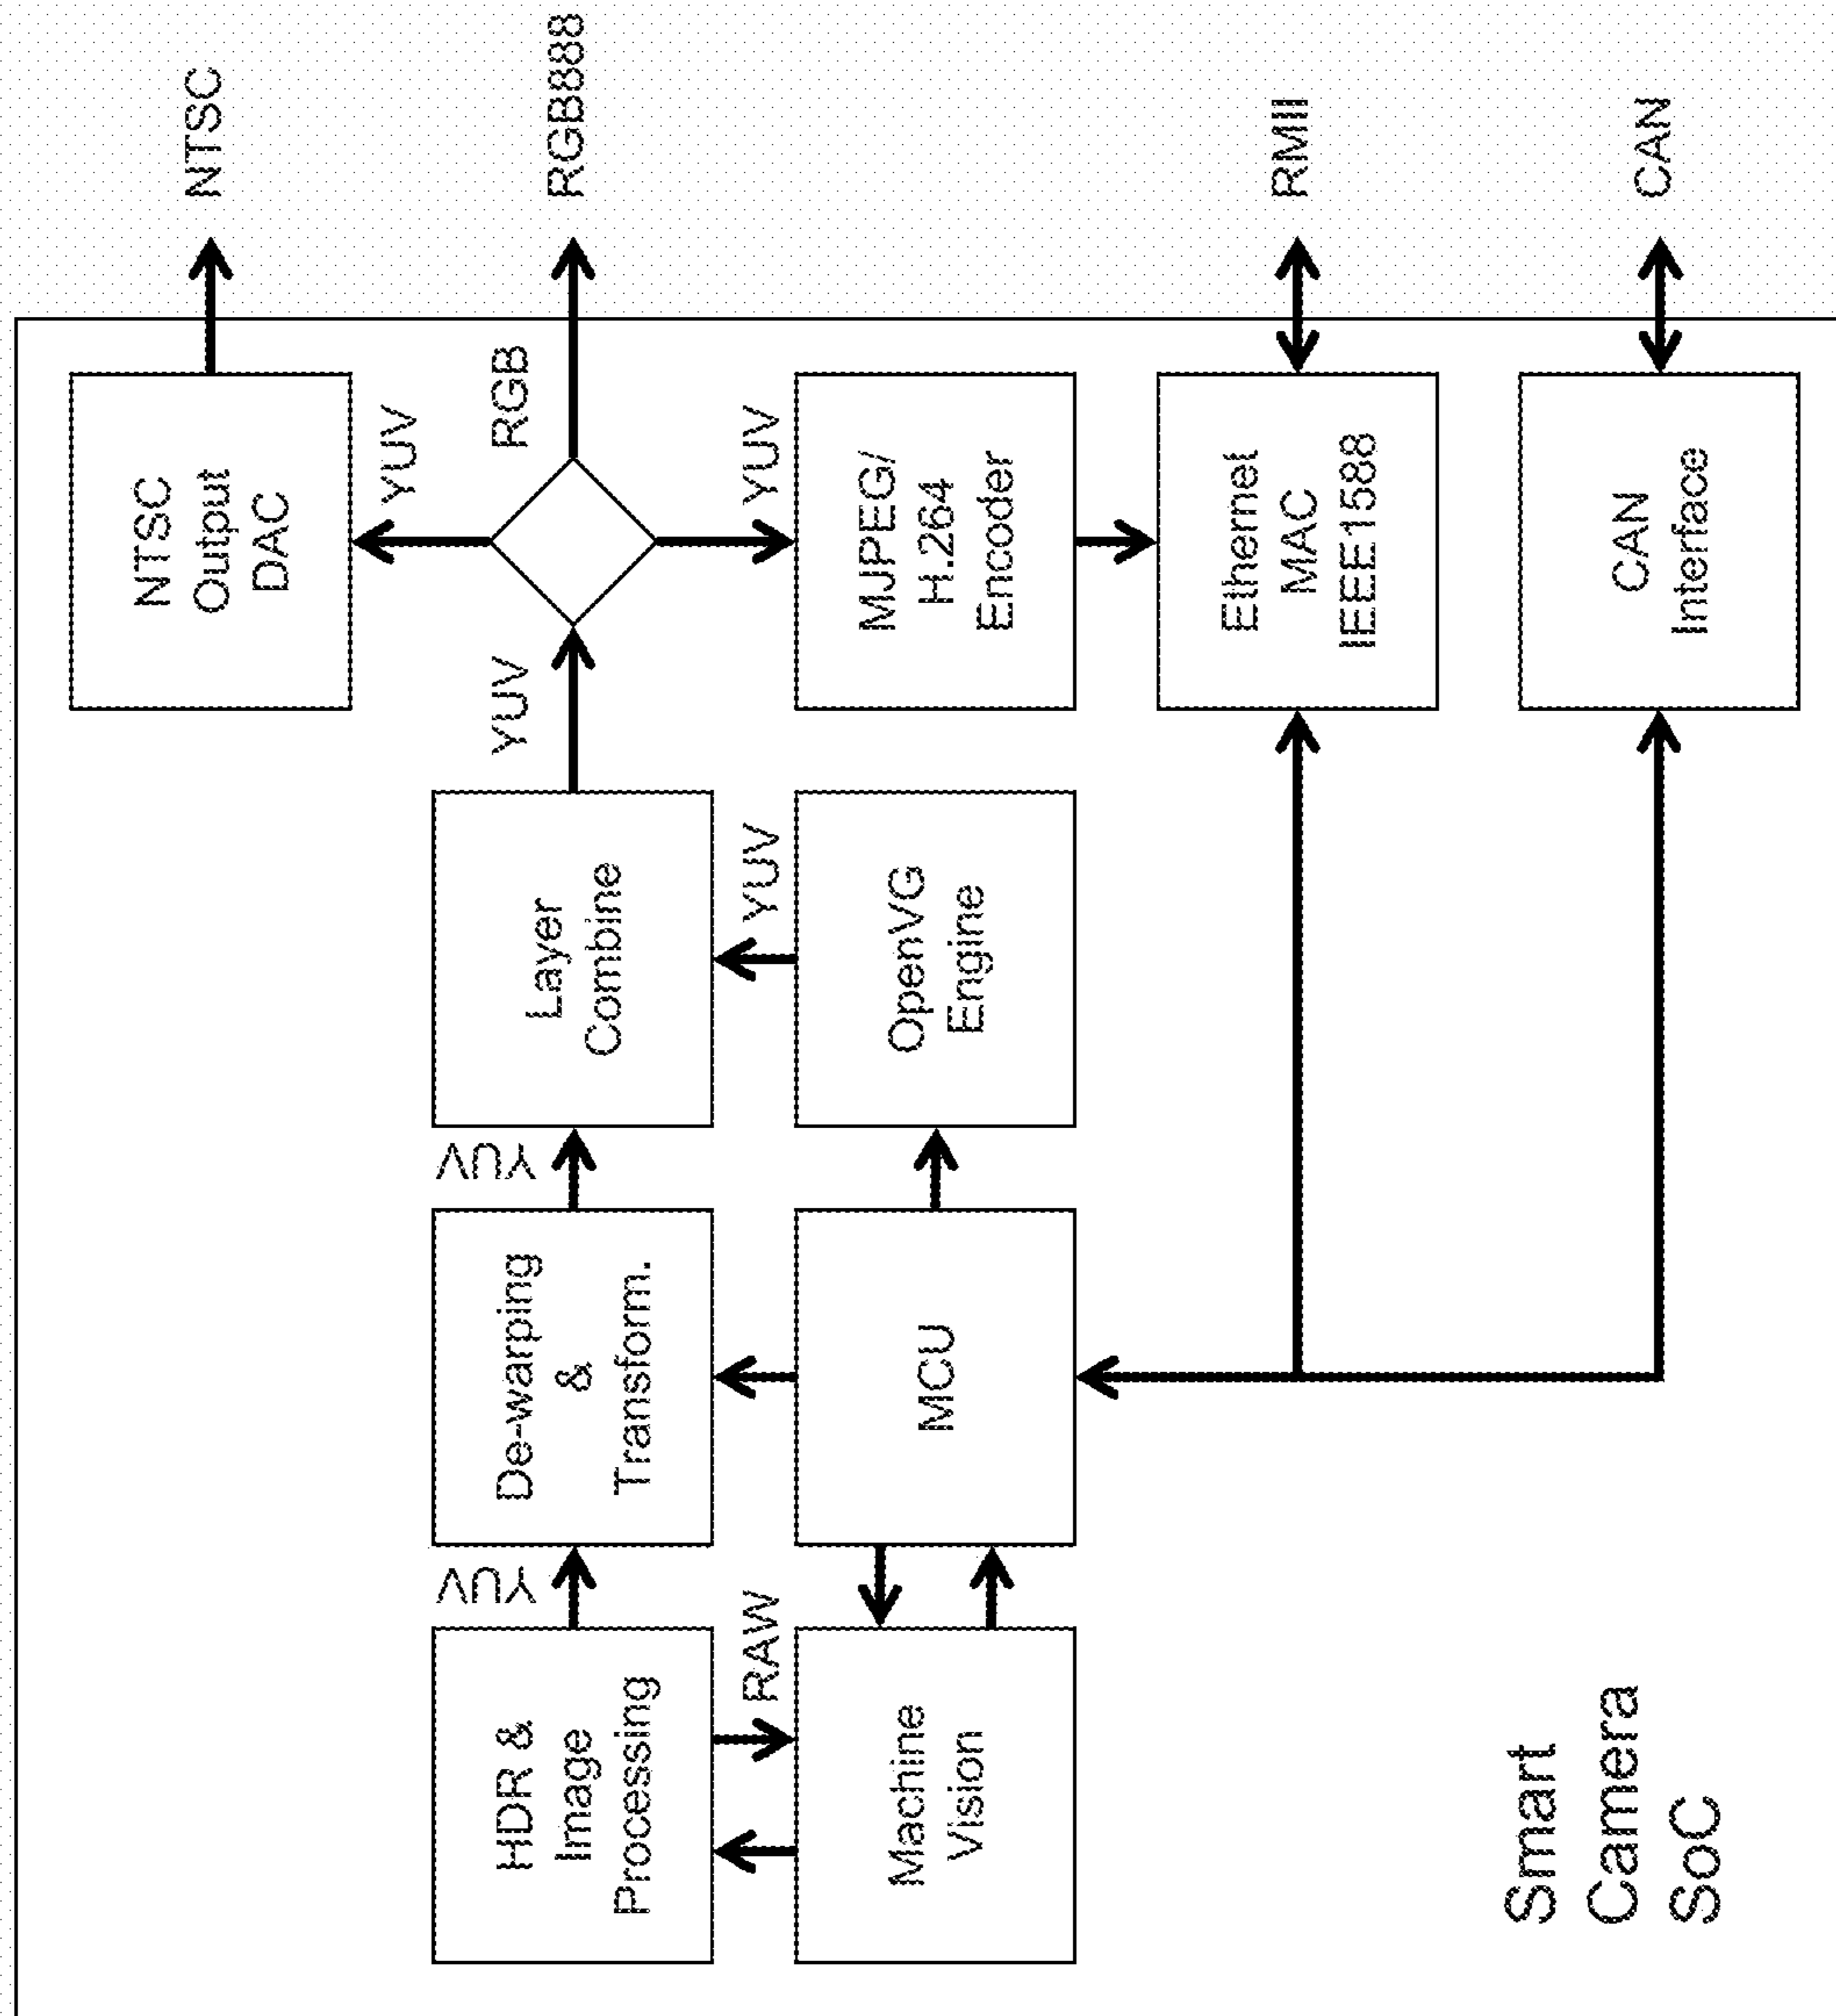 NTSC
Output
DAC
NTSC
YUV
HDR &
Image
Processing
YUV
De-warping
&
Transform.
YUV
Layer
Combine
YUV
RGB
RGB888
RAW
YUV
YUV
Machine
Vision
MCU
OpenVG
Engine
MJPEG/
H.264
Encoder
Ethernet
MAC
IEEE1588
RMII
Smart
Camera
SoC
CAN
Interface
CAN